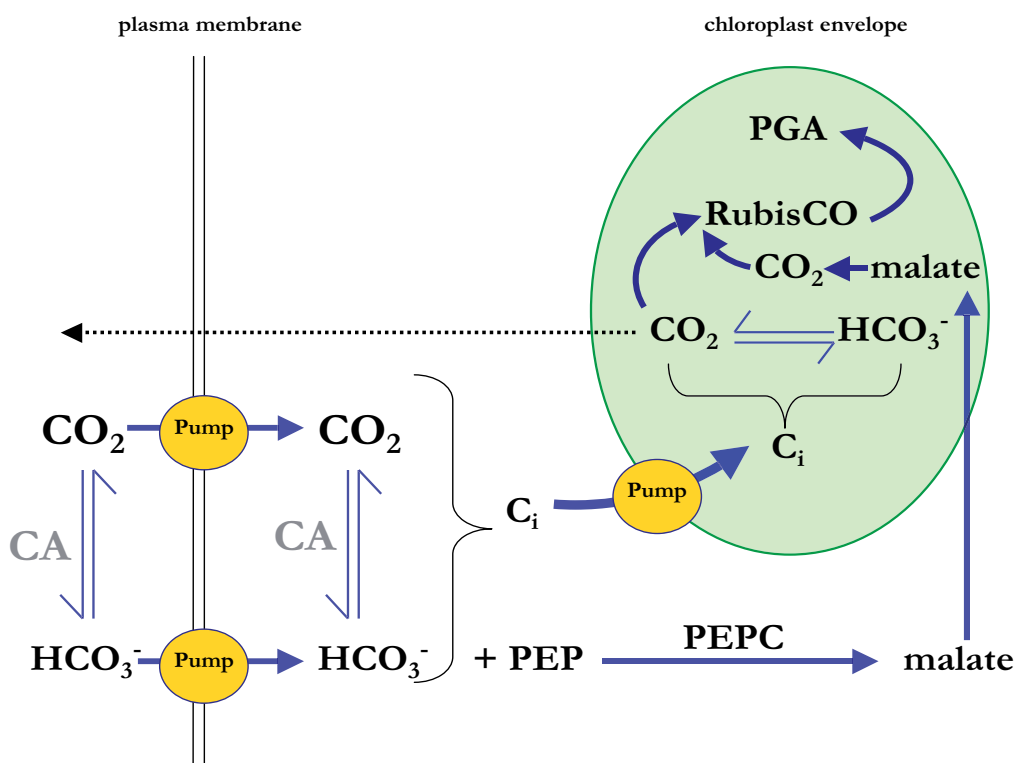 plasma membrane
chloroplast envelope
PGA
RubisCO
CO₂
malate
CO₂
HCO₃⁻
CO₂
Pump
CO₂
Cᵢ
Pump
Cᵢ
CA
CA
HCO₃⁻
Pump
HCO₃⁻
+ PEP
PEPC
malate